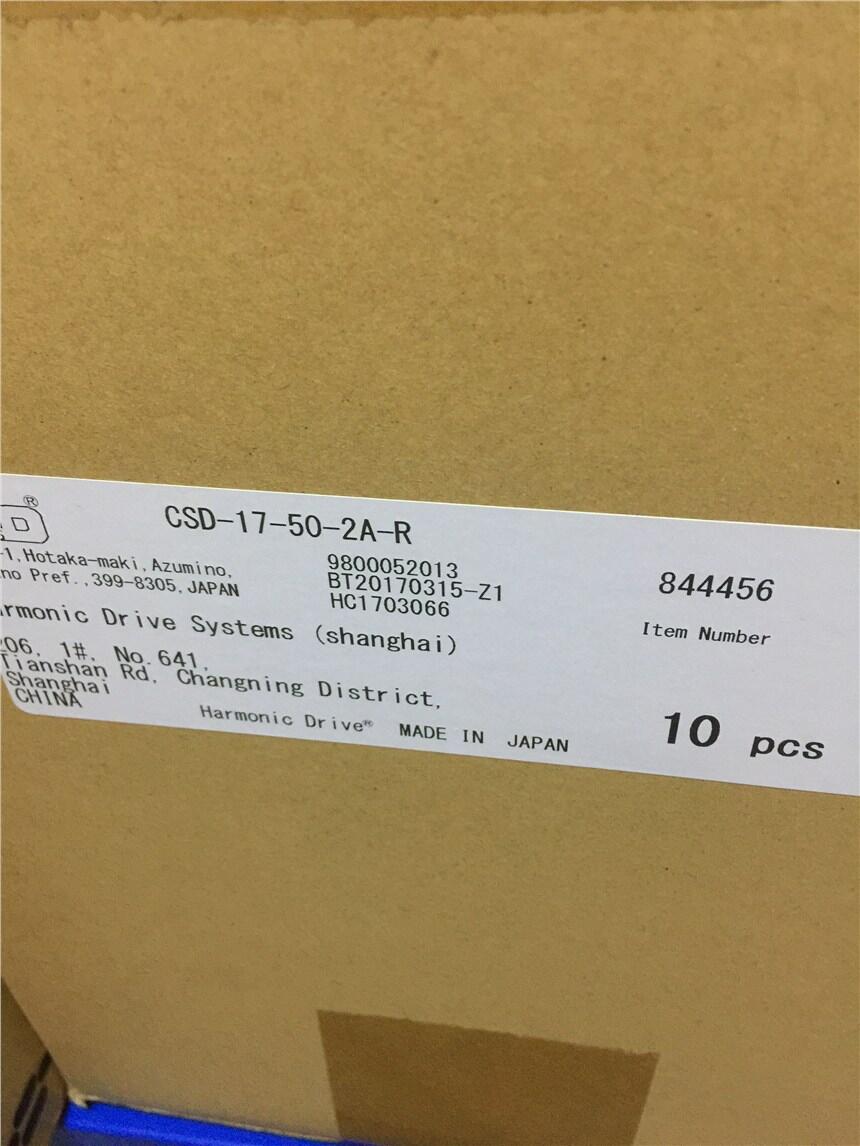 ®
CSD-17-50-2A-R
-1,Hotaka-maki,Azumino,
no Pref.,399-8305,JAPAN
9800052013
BT20170315-Z1
HC1703066
844456
Item Number
rmonic Drive Systems (shanghai)
206, 1#, No.641,
Tianshan Rd, Changning District,
Shanghai
CHINA
Harmonic Drive® MADE IN JAPAN
10 pcs